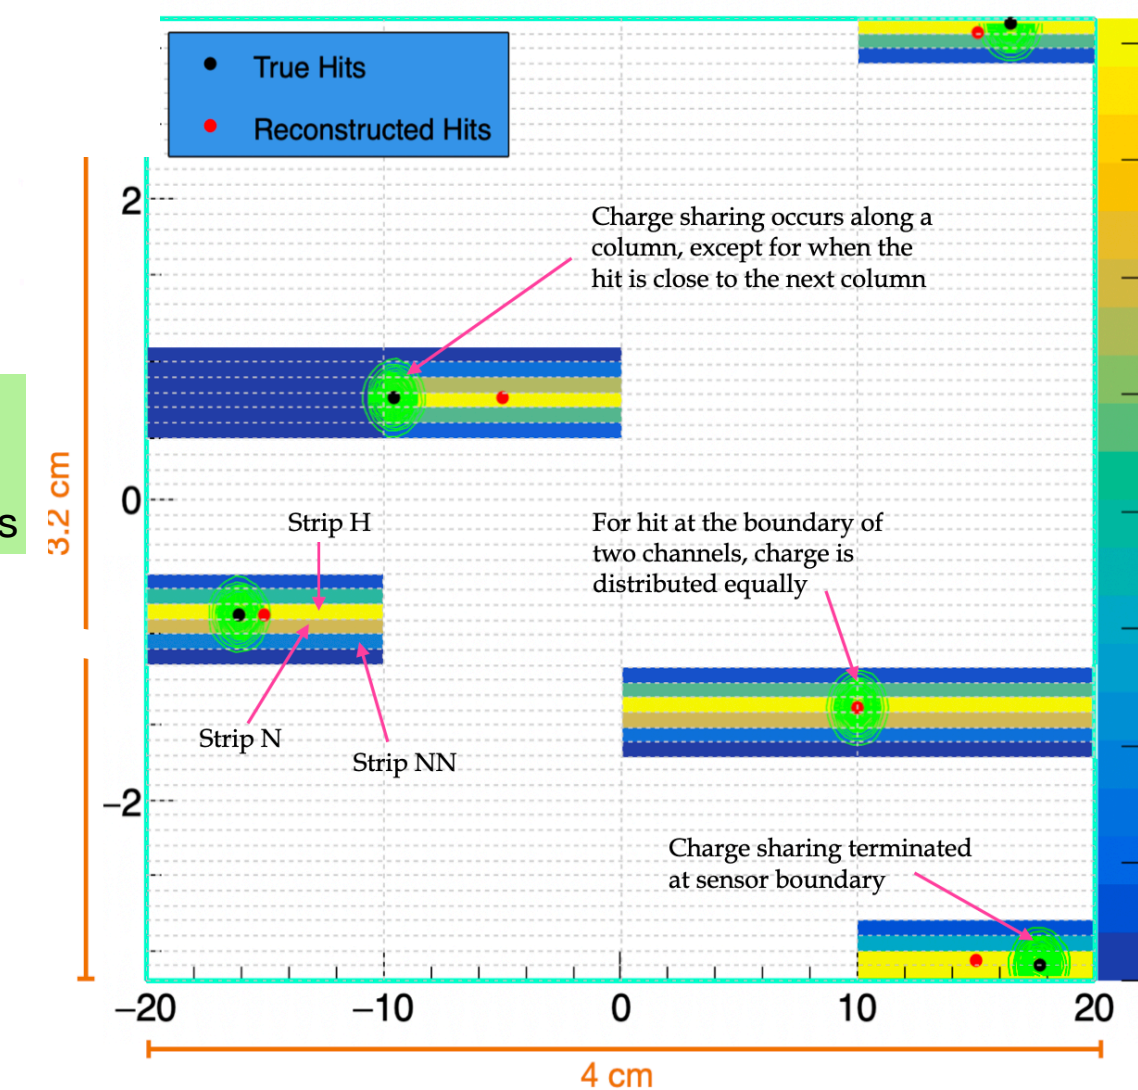 True Hits
Reconstructed Hits
2
Charge sharing occurs along a
column, except for when the
hit is close to the next column
3.2 cm
s
0
Strip H
For hit at the boundary of
two channels, charge is
distributed equally
Strip N
Strip NN
−2
Charge sharing terminated
at sensor boundary
−20
−10
0
10
20
4 cm